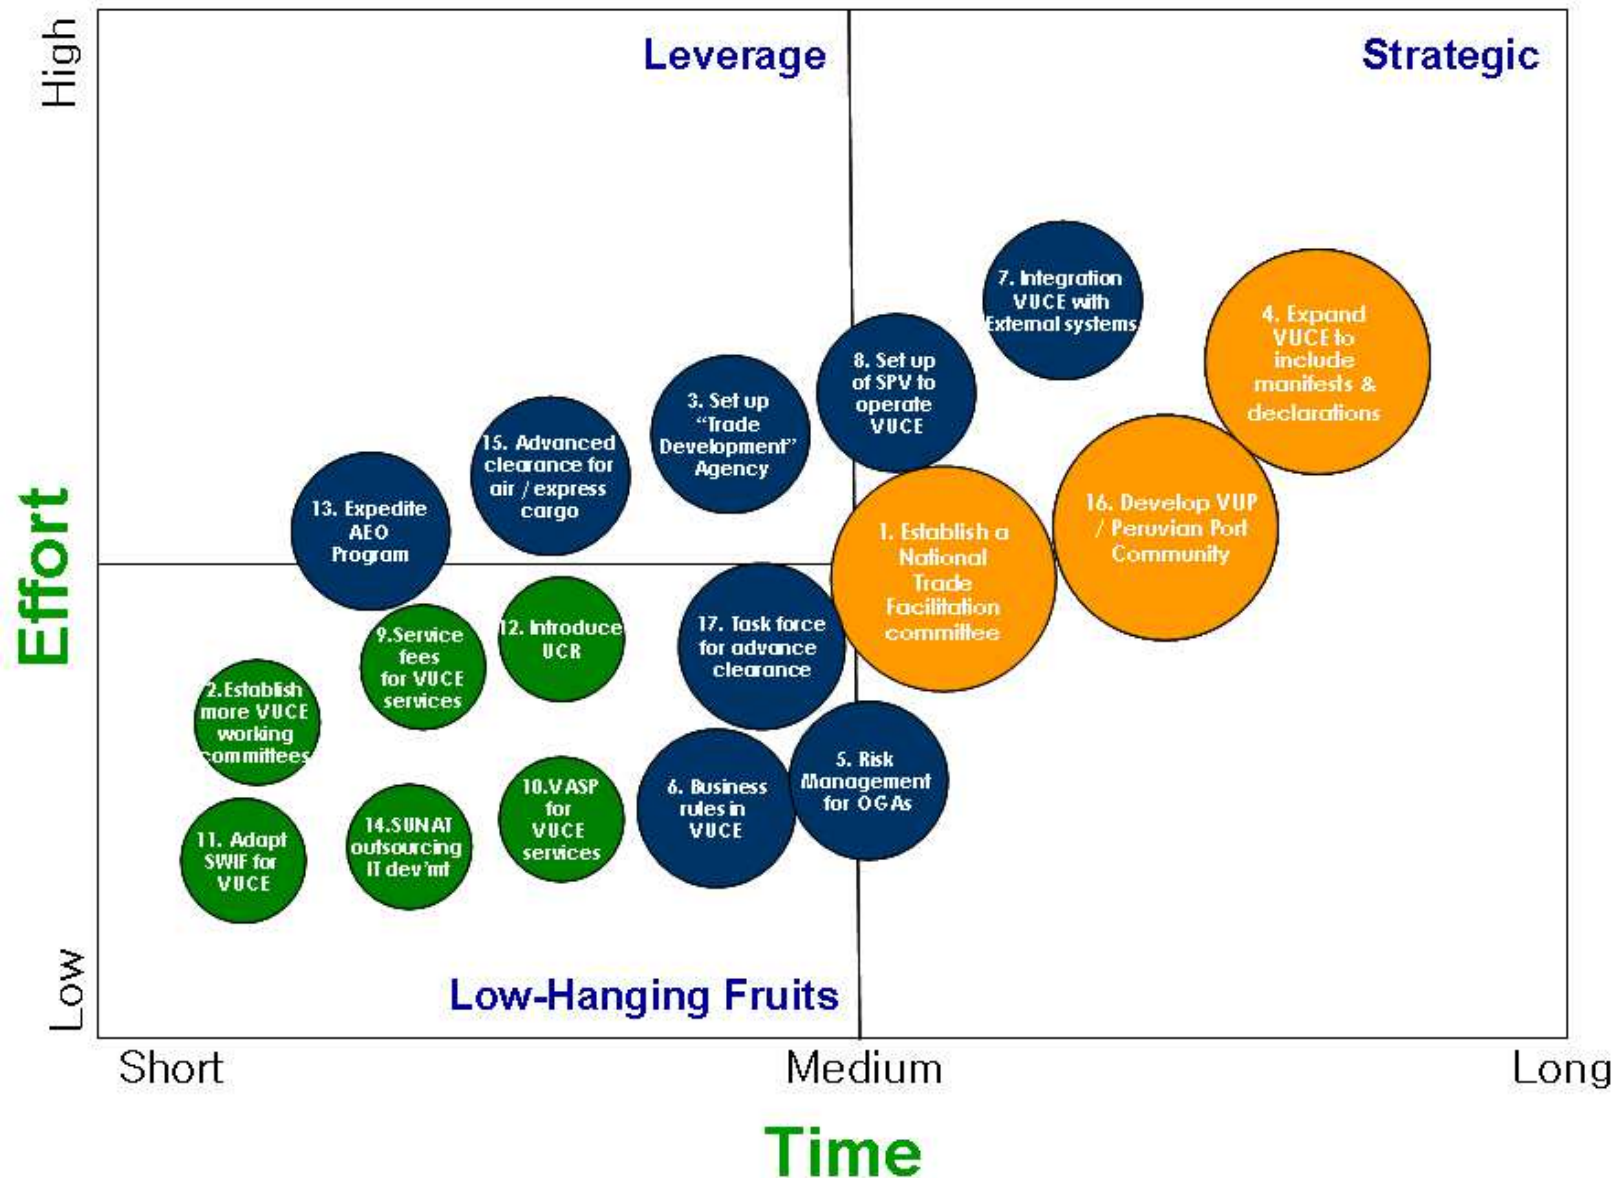 High
Leverage
Strategic
7. Integration
VUCE with
External systems
4. Expand
VUCE to
include
manifests &
declarations
8. Set up
of SPV to
operate
VUCE
3. Set up
“Trade
Development”
Agency
15. Advanced
clearance for
air / express
cargo
13. Expedite
AEO
Program
16. Develop VUP
/ Peruvian Port
Community
1. Establish a
National
Trade
Facilitation
committee
Effort
17. Task force
for advance
clearance
12. Introduce
UCR
9.Service
fees
for VUCE
services
2.Establish
more VUCE
working
committees
5. Risk
Management
for OGAs
6. Business
rules in
VUCE
10.VASP
for
VUCE
services
14.SUNAT
outsourcing
IT dev’mt
11. Adapt
SWIF for
VUCE
Low
Low-Hanging Fruits
Short
Medium
Long
Time